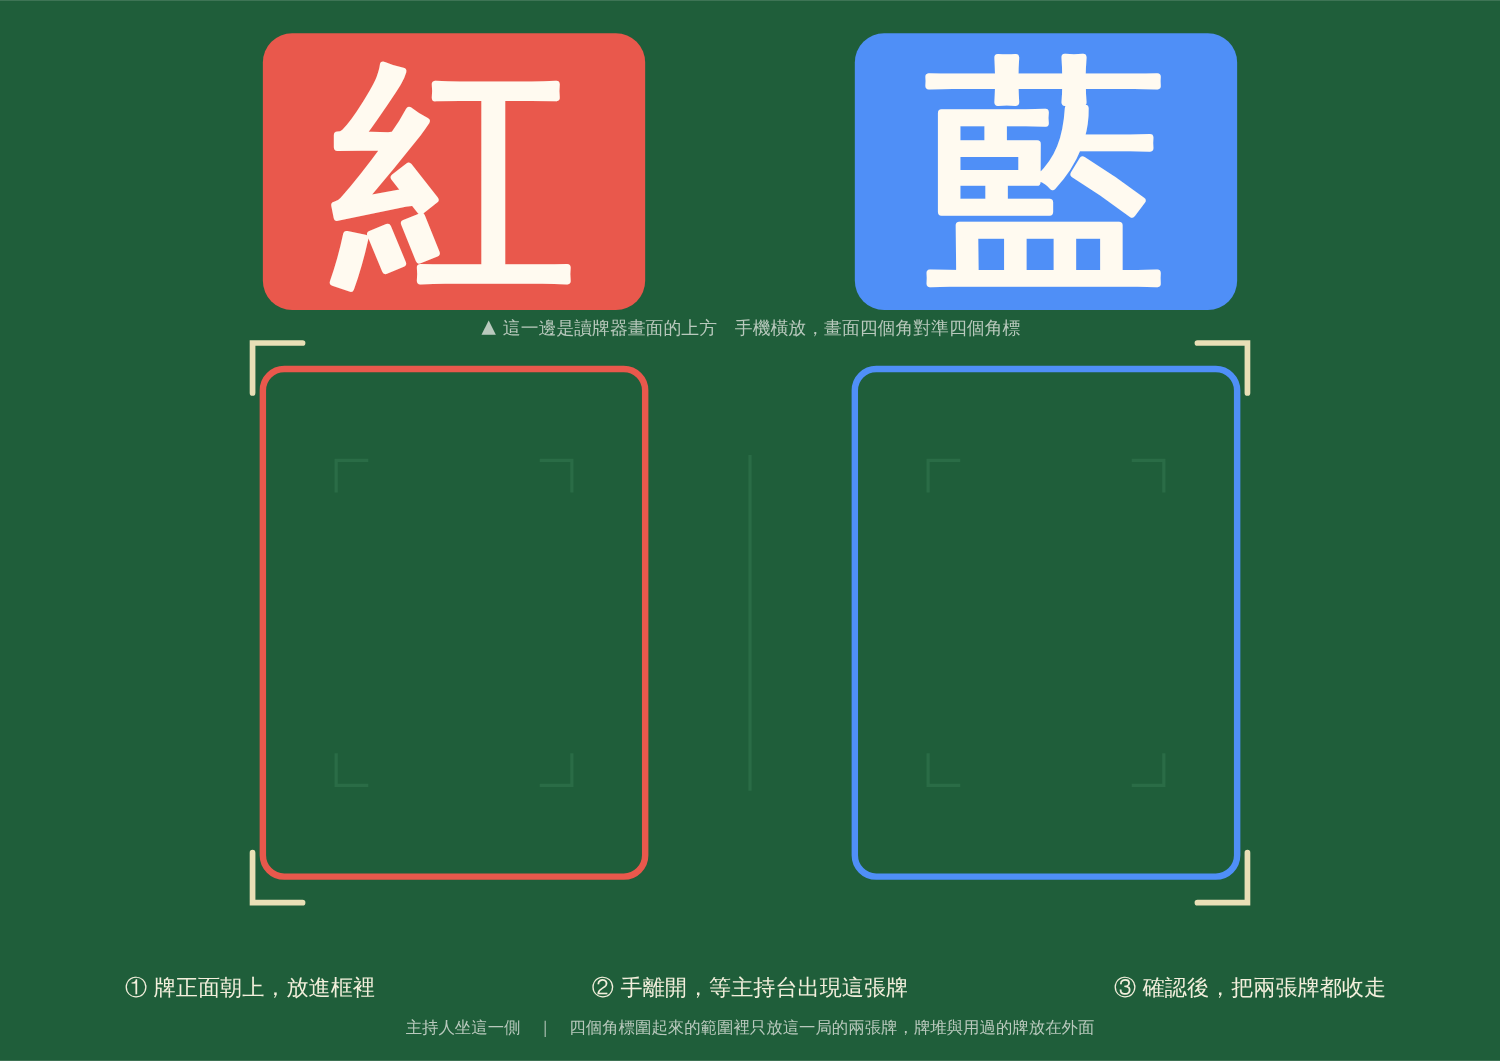 紅
藍
▲ 這一邊是讀牌器畫面的上方　手機橫放，畫面四個角對準四個角標
① 牌正面朝上，放進框裡
② 手離開，等主持台出現這張牌
③ 確認後，把兩張牌都收走
主持人坐這一側　｜　四個角標圍起來的範圍裡只放這一局的兩張牌，牌堆與用過的牌放在外面